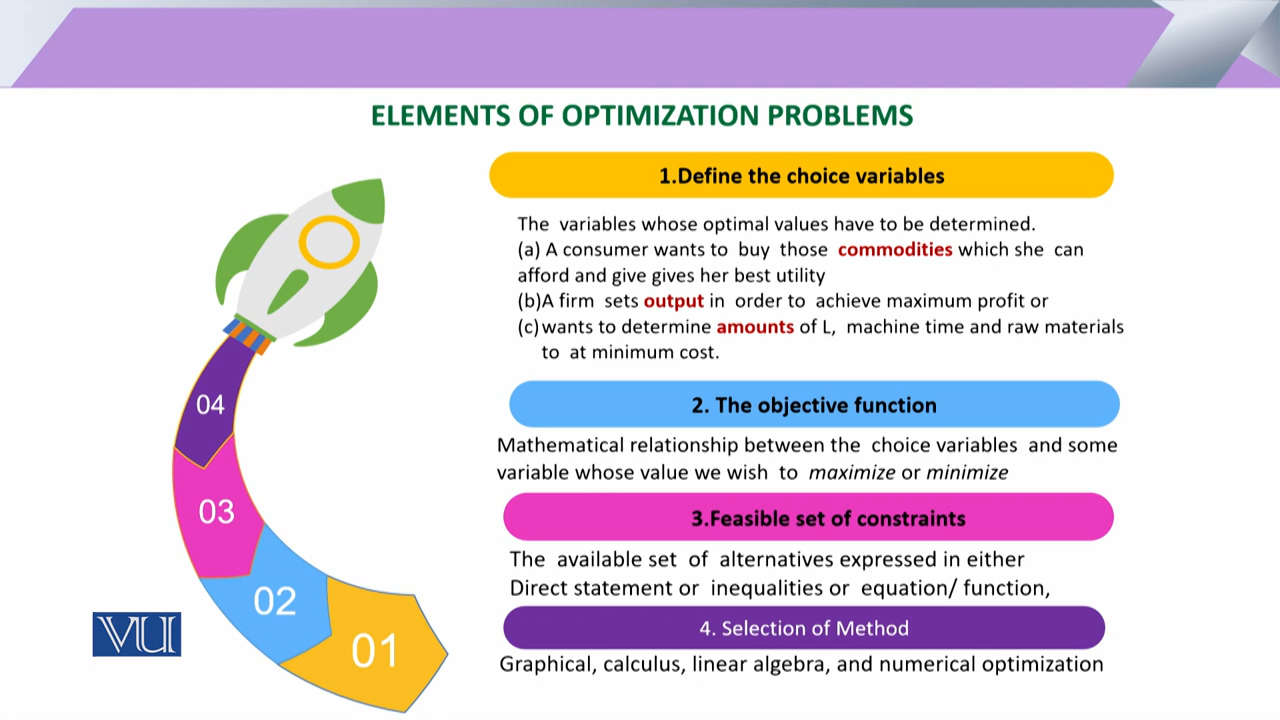 ELEMENTS OF OPTIMIZATION PROBLEMS
1.Define the choice variables
The variables whose optimal values have to be determined.
(a) A consumer wants to buy those commodities which she can
afford and give gives her best utility
(b)A firm sets output in order to achieve maximum profit or
(c)wants to determine amounts of L, machine time and raw materials
to at minimum cost.
2. The objective function
Mathematical relationship between the choice variables and some
variable whose value we wish to maximize or minimize
3.Feasible set of constraints
The available set of alternatives expressed in either
Direct statement or inequalities or equation/ function,
4. Selection of Method
Graphical, calculus, linear algebra, and numerical optimization
04
03
02
01
VU